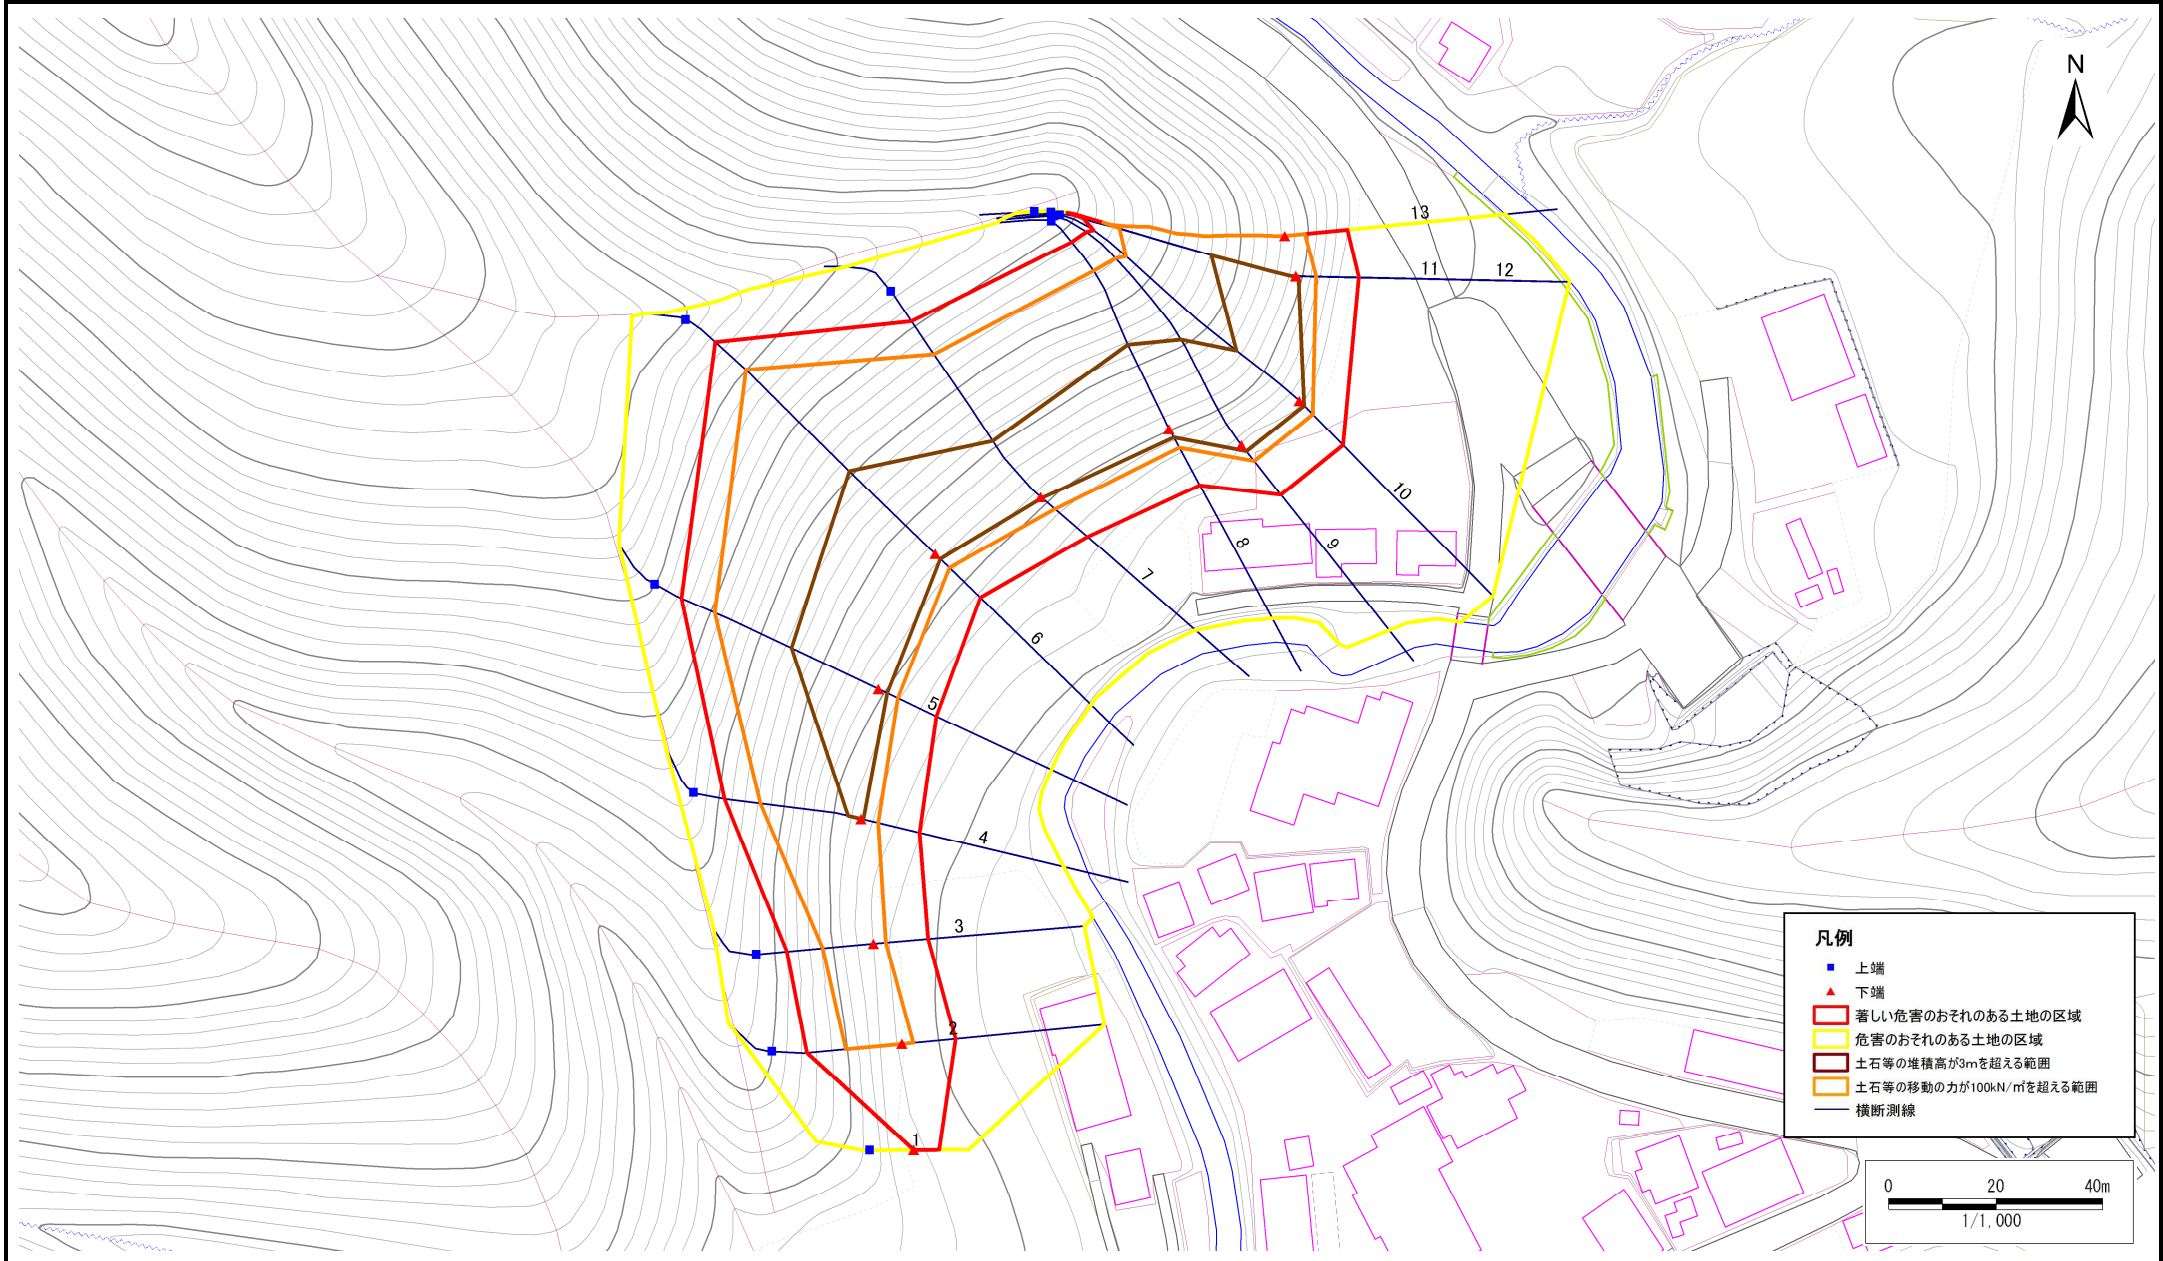 N
13
11
12
10
9
8
7
6
5
4
3
2
1
凡例
上端
下端
著しい危害のおそれのある土地の区域
危害のおそれのある土地の区域
土石等の堆積高が3mを超える範囲
土石等の移動の力が100kN/㎡を超える範囲
横断測線
0 20 40m
1/1,000